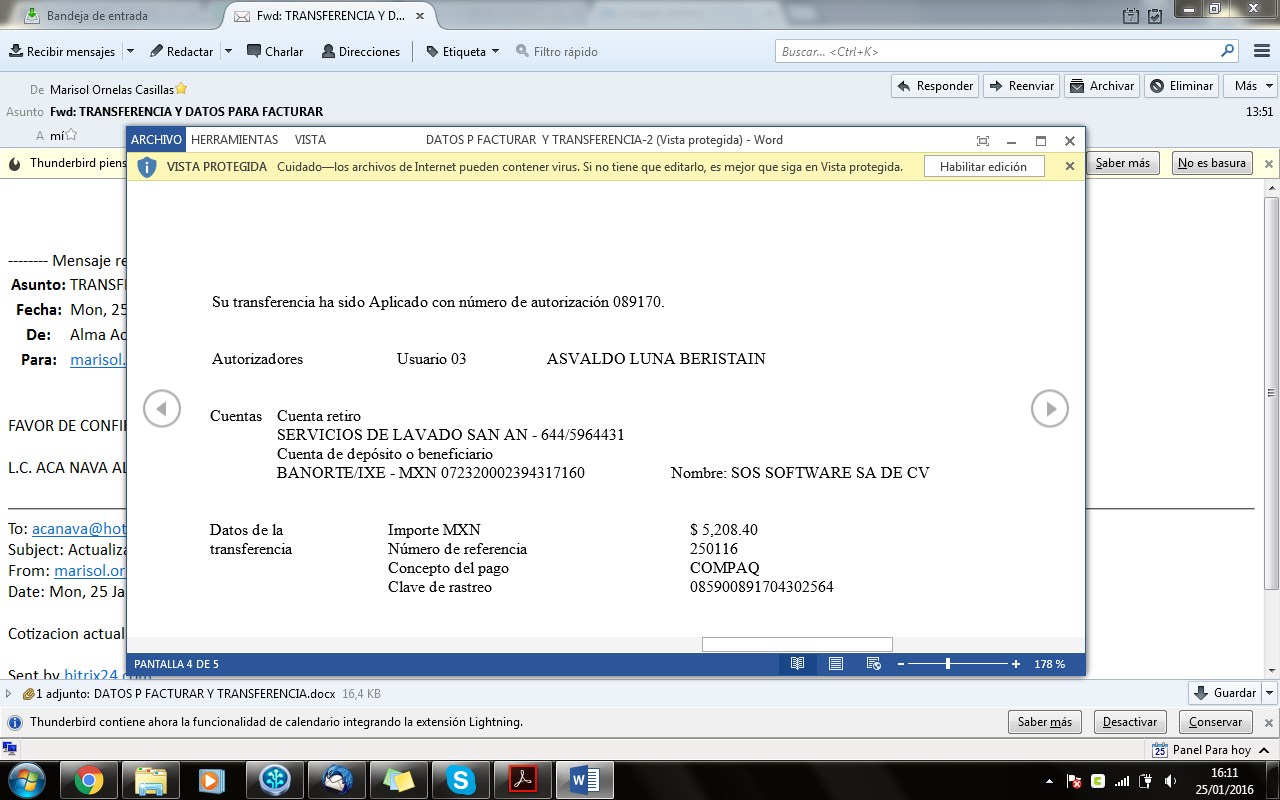 Bandeja de entrada
Fwd: TRANSFERENCIA Y D...
Recibir mensajes Redactar Charlar Direcciones Etiqueta Filtro rápido Buscar... <Ctrl+K>
De Marisol Ornelas Casillas
Responder Reenviar Archivar Eliminar Más
Asunto Fwd: TRANSFERENCIA Y DATOS PARA FACTURAR 13:51
A mí
ARCHIVO HERRAMIENTAS VISTA DATOS P FACTURAR Y TRANSFERENCIA-2 (Vista protegida) - Word
Thunderbird piens
Saber más No es basura
VISTA PROTEGIDA Cuidado—los archivos de Internet pueden contener virus. Si no tiene que editarlo, es mejor que siga en Vista protegida. Habilitar edición
-------- Mensaje re
Asunto: TRANSF
Fecha: Mon, 25
De: Alma Ac
Para: marisol.
FAVOR DE CONFI
L.C. ACA NAVA AL
To: acanava@hot
Subject: Actualiza
From: marisol.or
Date: Mon, 25 Ja
Cotizacion actual
Sent by bitrix24.com
Su transferencia ha sido Aplicado con número de autorización 089170.
Autorizadores Usuario 03 ASVALDO LUNA BERISTAIN
Cuentas Cuenta retiro
SERVICIOS DE LAVADO SAN AN - 644/5964431
Cuenta de depósito o beneficiario
BANORTE/IXE - MXN 072320002394317160 Nombre: SOS SOFTWARE SA DE CV
Datos de la Importe MXN $ 5,208.40
transferencia Número de referencia 250116
Concepto del pago COMPAQ
Clave de rastreo 085900891704302564
PANTALLA 4 DE 5 178 %
1 adjunto: DATOS P FACTURAR Y TRANSFERENCIA.docx 16,4 KB Guardar
Thunderbird contiene ahora la funcionalidad de calendario integrando la extensión Lightning. Saber más Desactivar Conservar
25 Panel Para hoy
16:11
25/01/2016